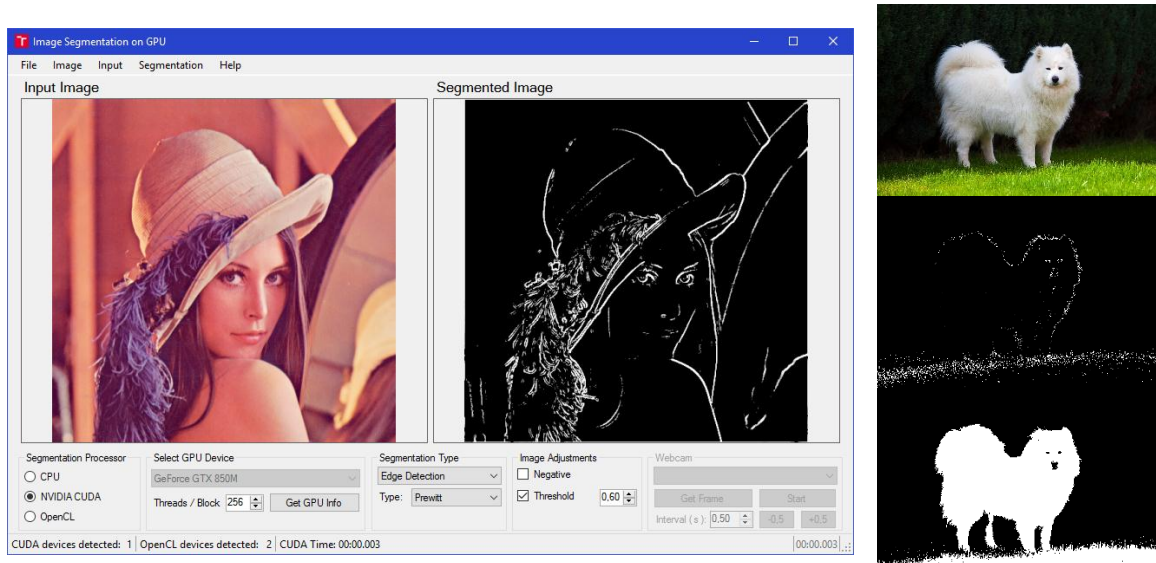 Image Segmentation on GPU
File Image Input Segmentation Help
Input Image Segmented Image
Segmentation Processor Select GPU Device Segmentation Type Image Adjustments Webcam
CPU GeForce GTX 850M Edge Detection Negative
NVIDIA CUDA Threads / Block 256 Get GPU Info Type: Prewitt Threshold 0,60 Get Frame Start
OpenCL Interval ( s ): 0,50 -0,5 +0,5
CUDA devices detected: 1 OpenCL devices detected: 2 CUDA Time: 00:00.003 00:00.003